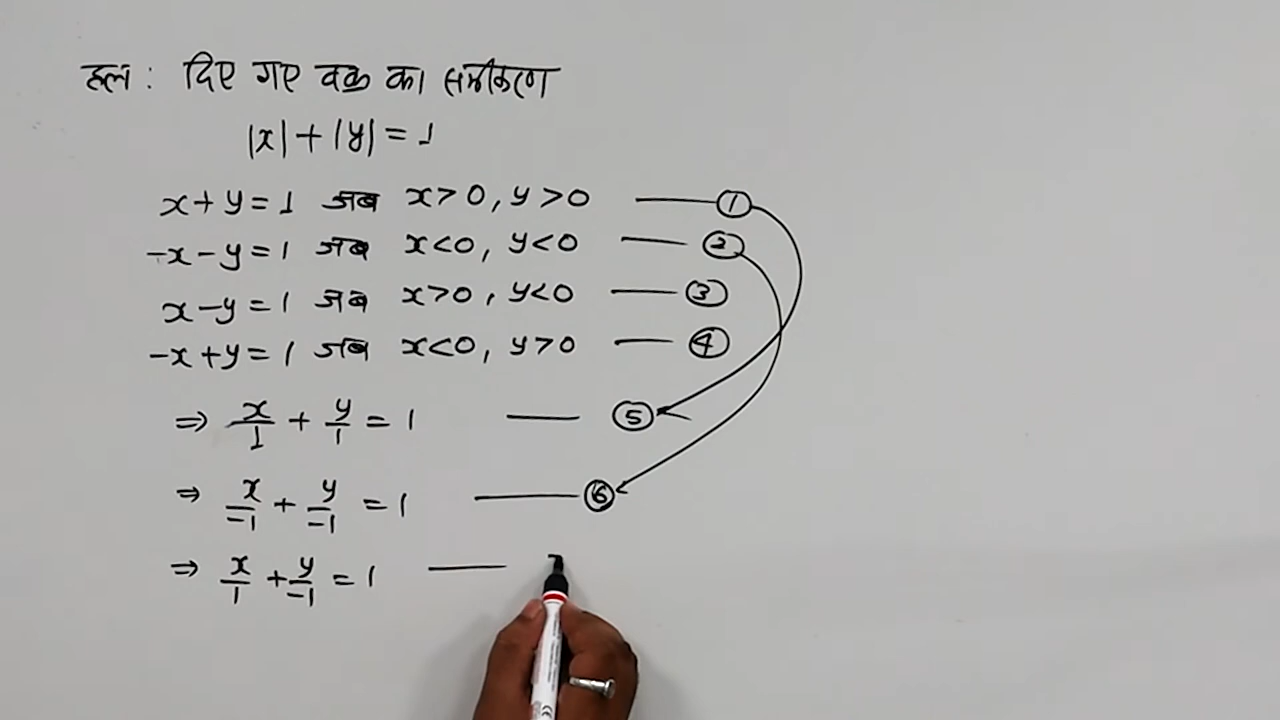 हल : दिए गए वक्र का समीकरण
|x| + |y| = 1
x + y = 1 जब x > 0, y > 0 —— ①
-x - y = 1 जब x < 0, y < 0 —— ②
x - y = 1 जब x > 0, y < 0 —— ③
-x + y = 1 जब x < 0, y > 0 —— ④
⇒ x/1 + y/1 = 1 —— ⑤
⇒ x/-1 + y/-1 = 1 —— ⑥
⇒ x/1 + y/-1 = 1 ——